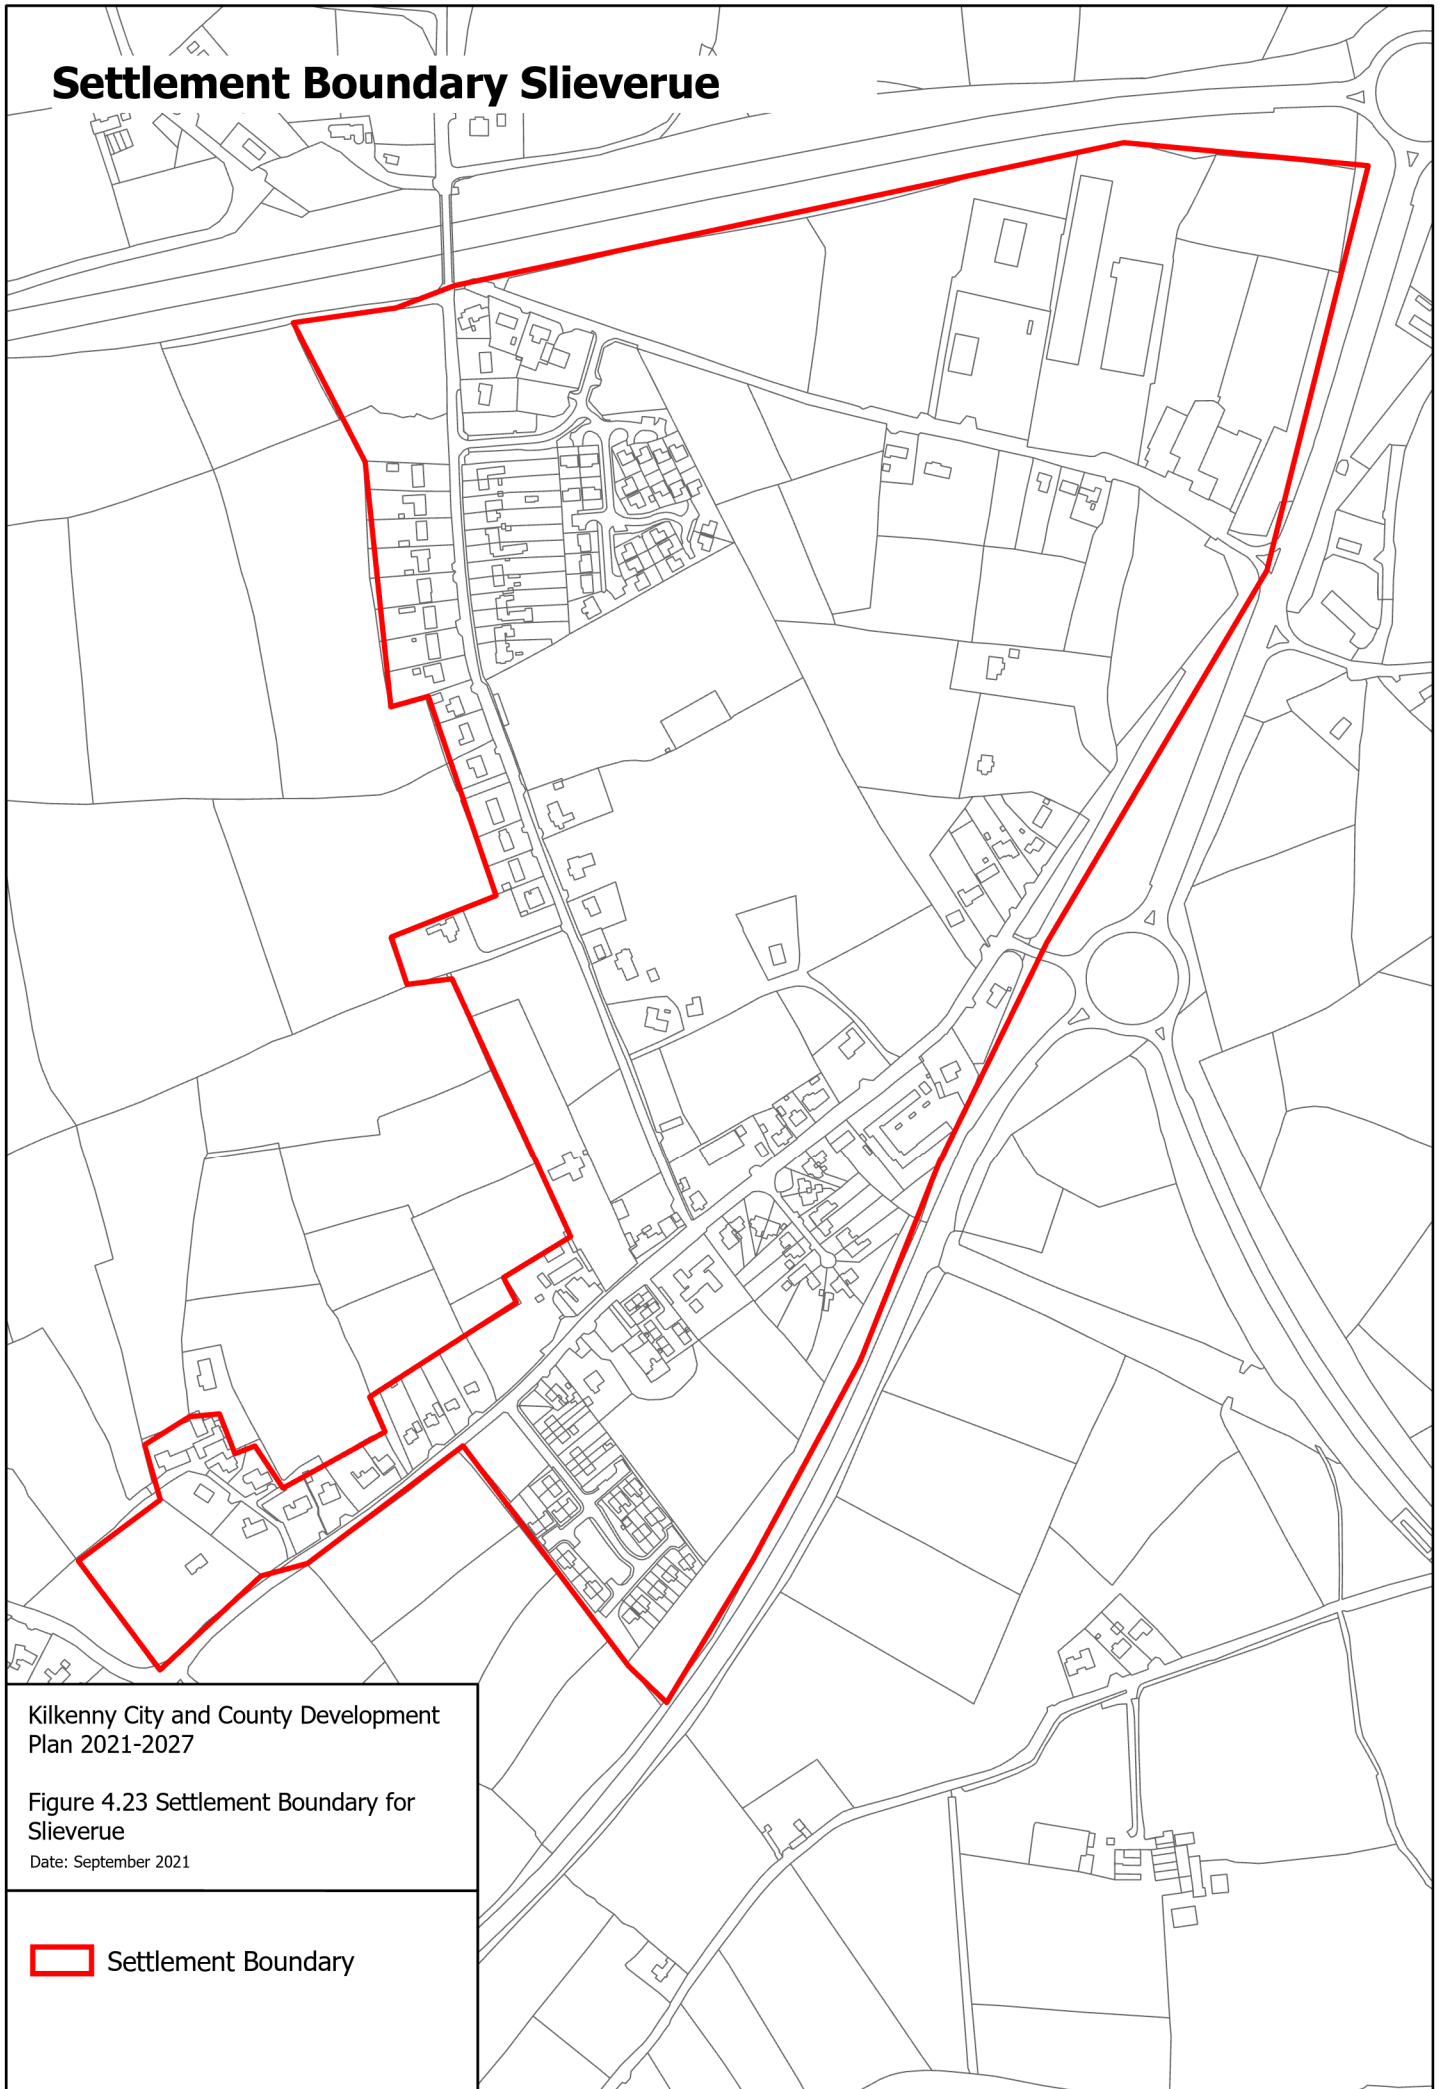 Settlement Boundary Slieverue
Kilkenny City and County Development
Plan 2021-2027
Figure 4.23 Settlement Boundary for
Slieverue
Date: September 2021
Settlement Boundary